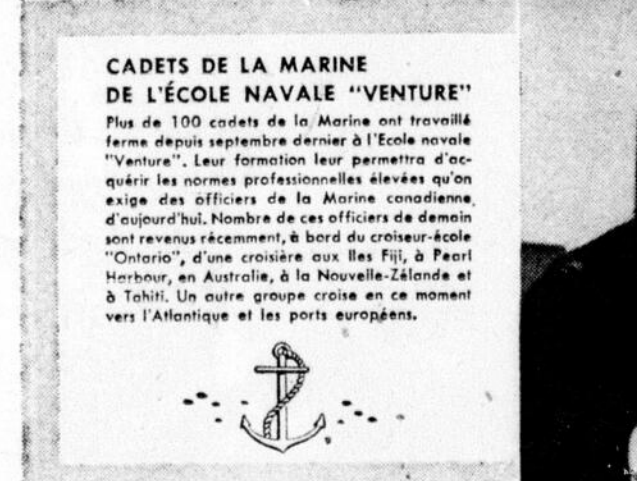 CADETS DE LA MARINE
DE L'ÉCOLE NAVALE "VENTURE"
Plus de 100 cadets de la Marine ont travaillé
ferme depuis septembre dernier à l'Ecole navale
"Venture". Leur formation leur permettra d'ac-
quérir les normes professionnelles élevées qu'on
exige des officiers de la Marine canadienne
d'aujourd'hui. Nombre de ces officiers de demain
sont revenus récemment, à bord du croiseur-école
"Ontario", d'une croisière aux Iles Fiji, à Pearl
Harbour, en Australie, à la Nouvelle-Zélande et
à Tahiti. Un autre groupe croise en ce moment
vers l'Atlantique et les ports européens.